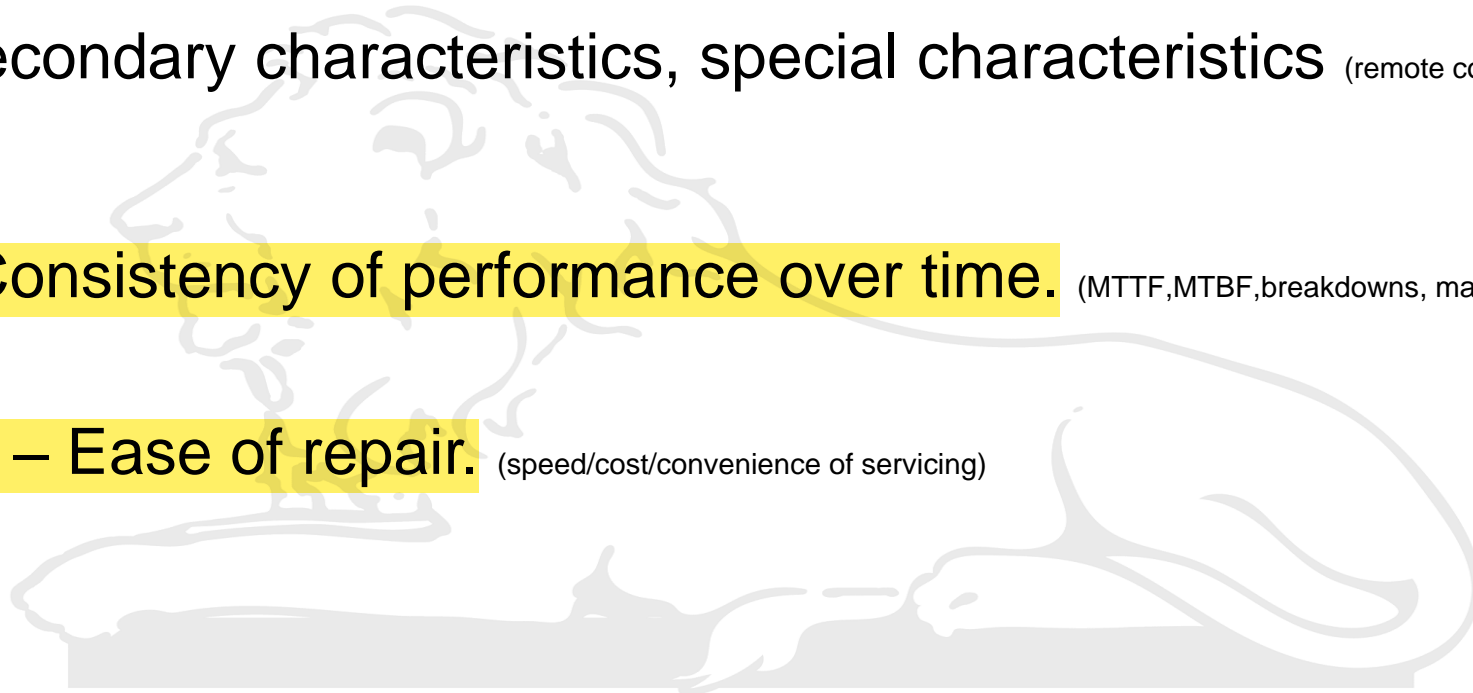 econdary characteristics, special characteristics (remote co
Consistency of performance over time. (MTTF,MTBF,breakdowns, ma
– Ease of repair. (speed/cost/convenience of servicing)